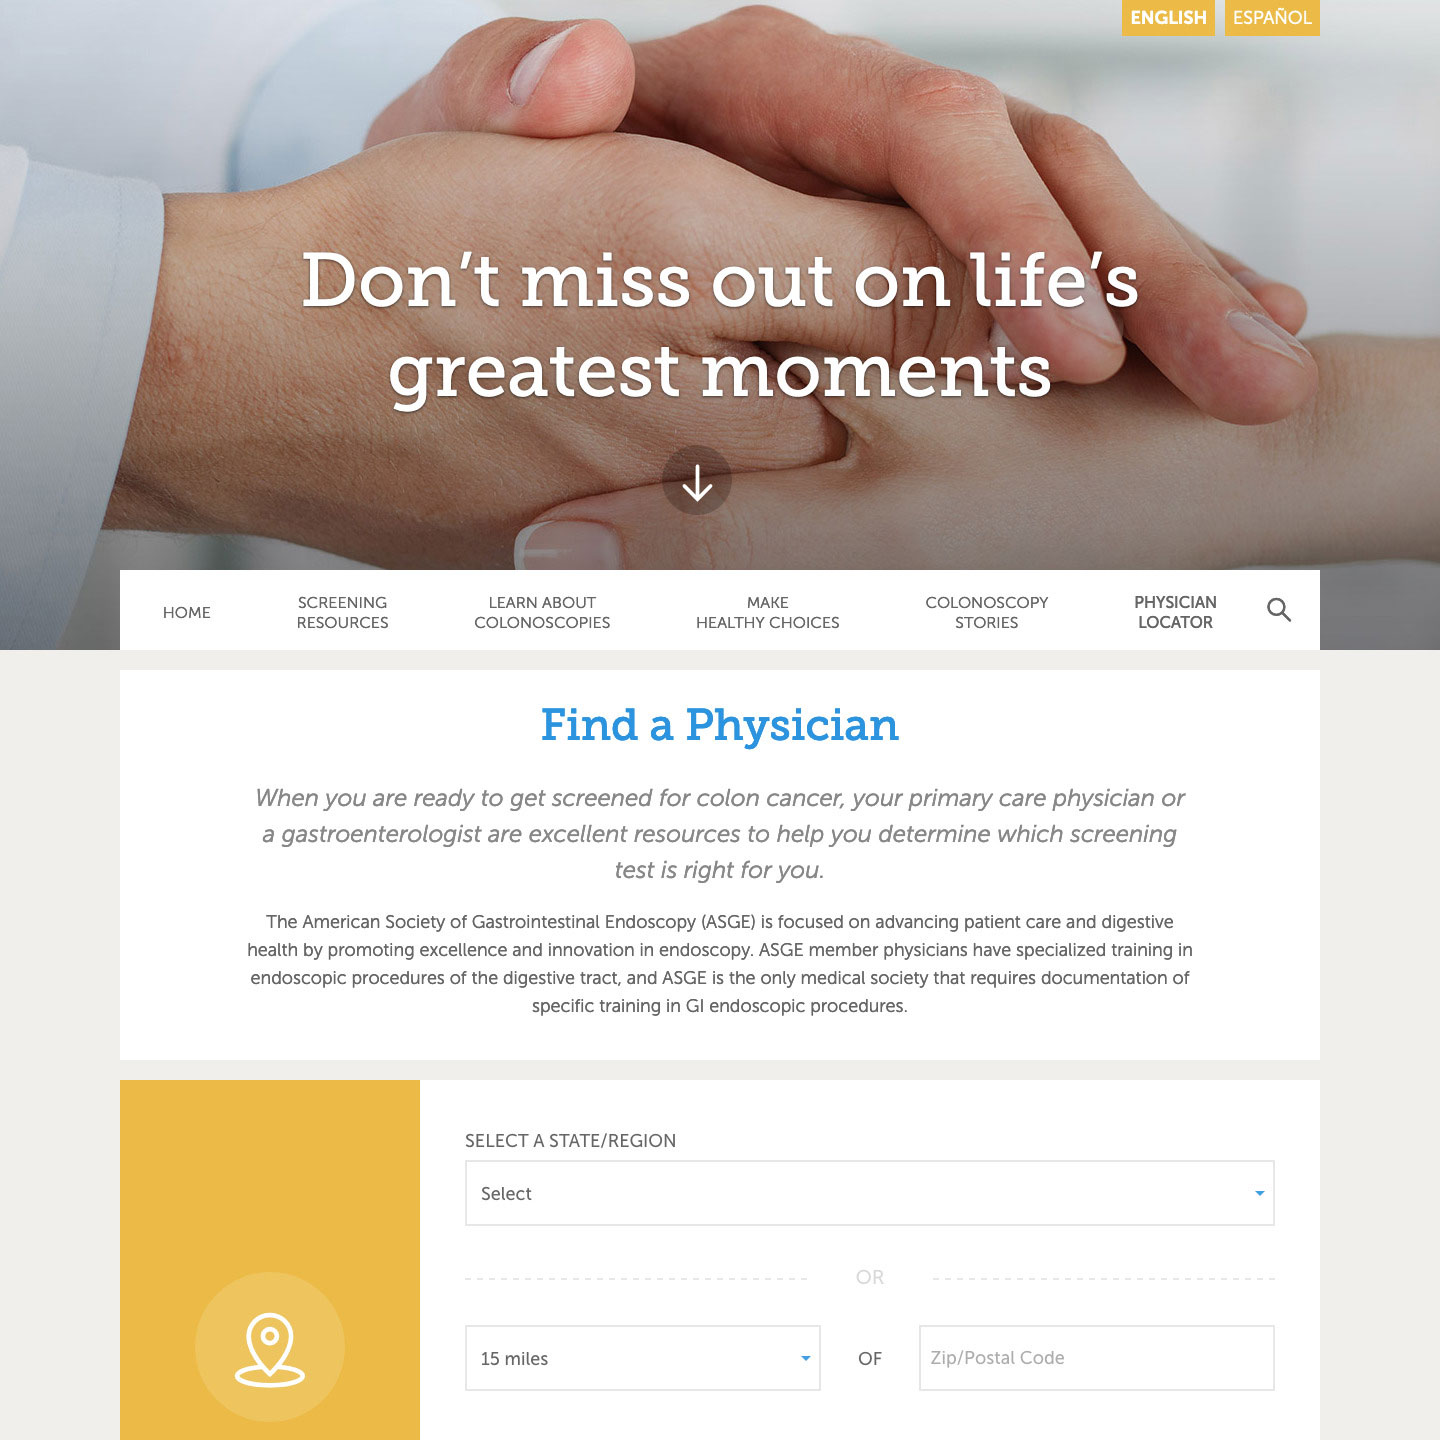 ENGLISH
ESPAÑOL
Don’t miss out on life’s
greatest moments
HOME
SCREENING
RESOURCES
LEARN ABOUT
COLONOSCOPIES
MAKE
HEALTHY CHOICES
COLONOSCOPY
STORIES
PHYSICIAN
LOCATOR
Find a Physician
When you are ready to get screened for colon cancer, your primary care physician or
a gastroenterologist are excellent resources to help you determine which screening
test is right for you.
The American Society of Gastrointestinal Endoscopy (ASGE) is focused on advancing patient care and digestive
health by promoting excellence and innovation in endoscopy. ASGE member physicians have specialized training in
endoscopic procedures of the digestive tract, and ASGE is the only medical society that requires documentation of
specific training in GI endoscopic procedures.
SELECT A STATE/REGION
Select
OR
15 miles
OF
Zip/Postal Code